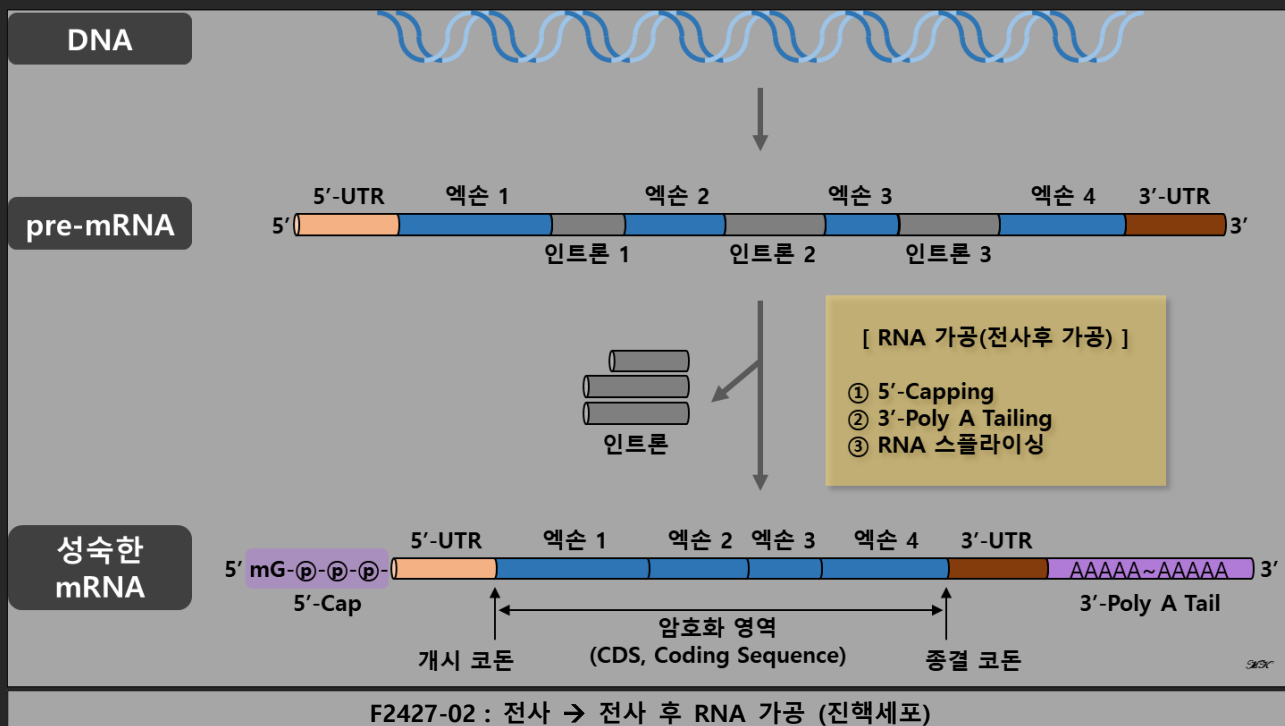 DNA
5′-UTR 엑손 1 엑손 2 엑손 3 엑손 4 3′-UTR
pre-mRNA
5′ 3′
인트론 1 인트론 2 인트론 3
[ RNA 가공(전사후 가공) ]
① 5′-Capping
② 3′-Poly A Tailing
③ RNA 스플라이싱
인트론
성숙한
mRNA
5′-UTR 엑손 1 엑손 2 엑손 3 엑손 4 3′-UTR
5′ mG-ⓟ-ⓟ-ⓟ- AAAAA~AAAAA 3′
5′-Cap 3′-Poly A Tail
암호화 영역
(CDS, Coding Sequence)
개시 코돈 종결 코돈
F2427-02 : 전사 → 전사 후 RNA 가공 (진핵세포)